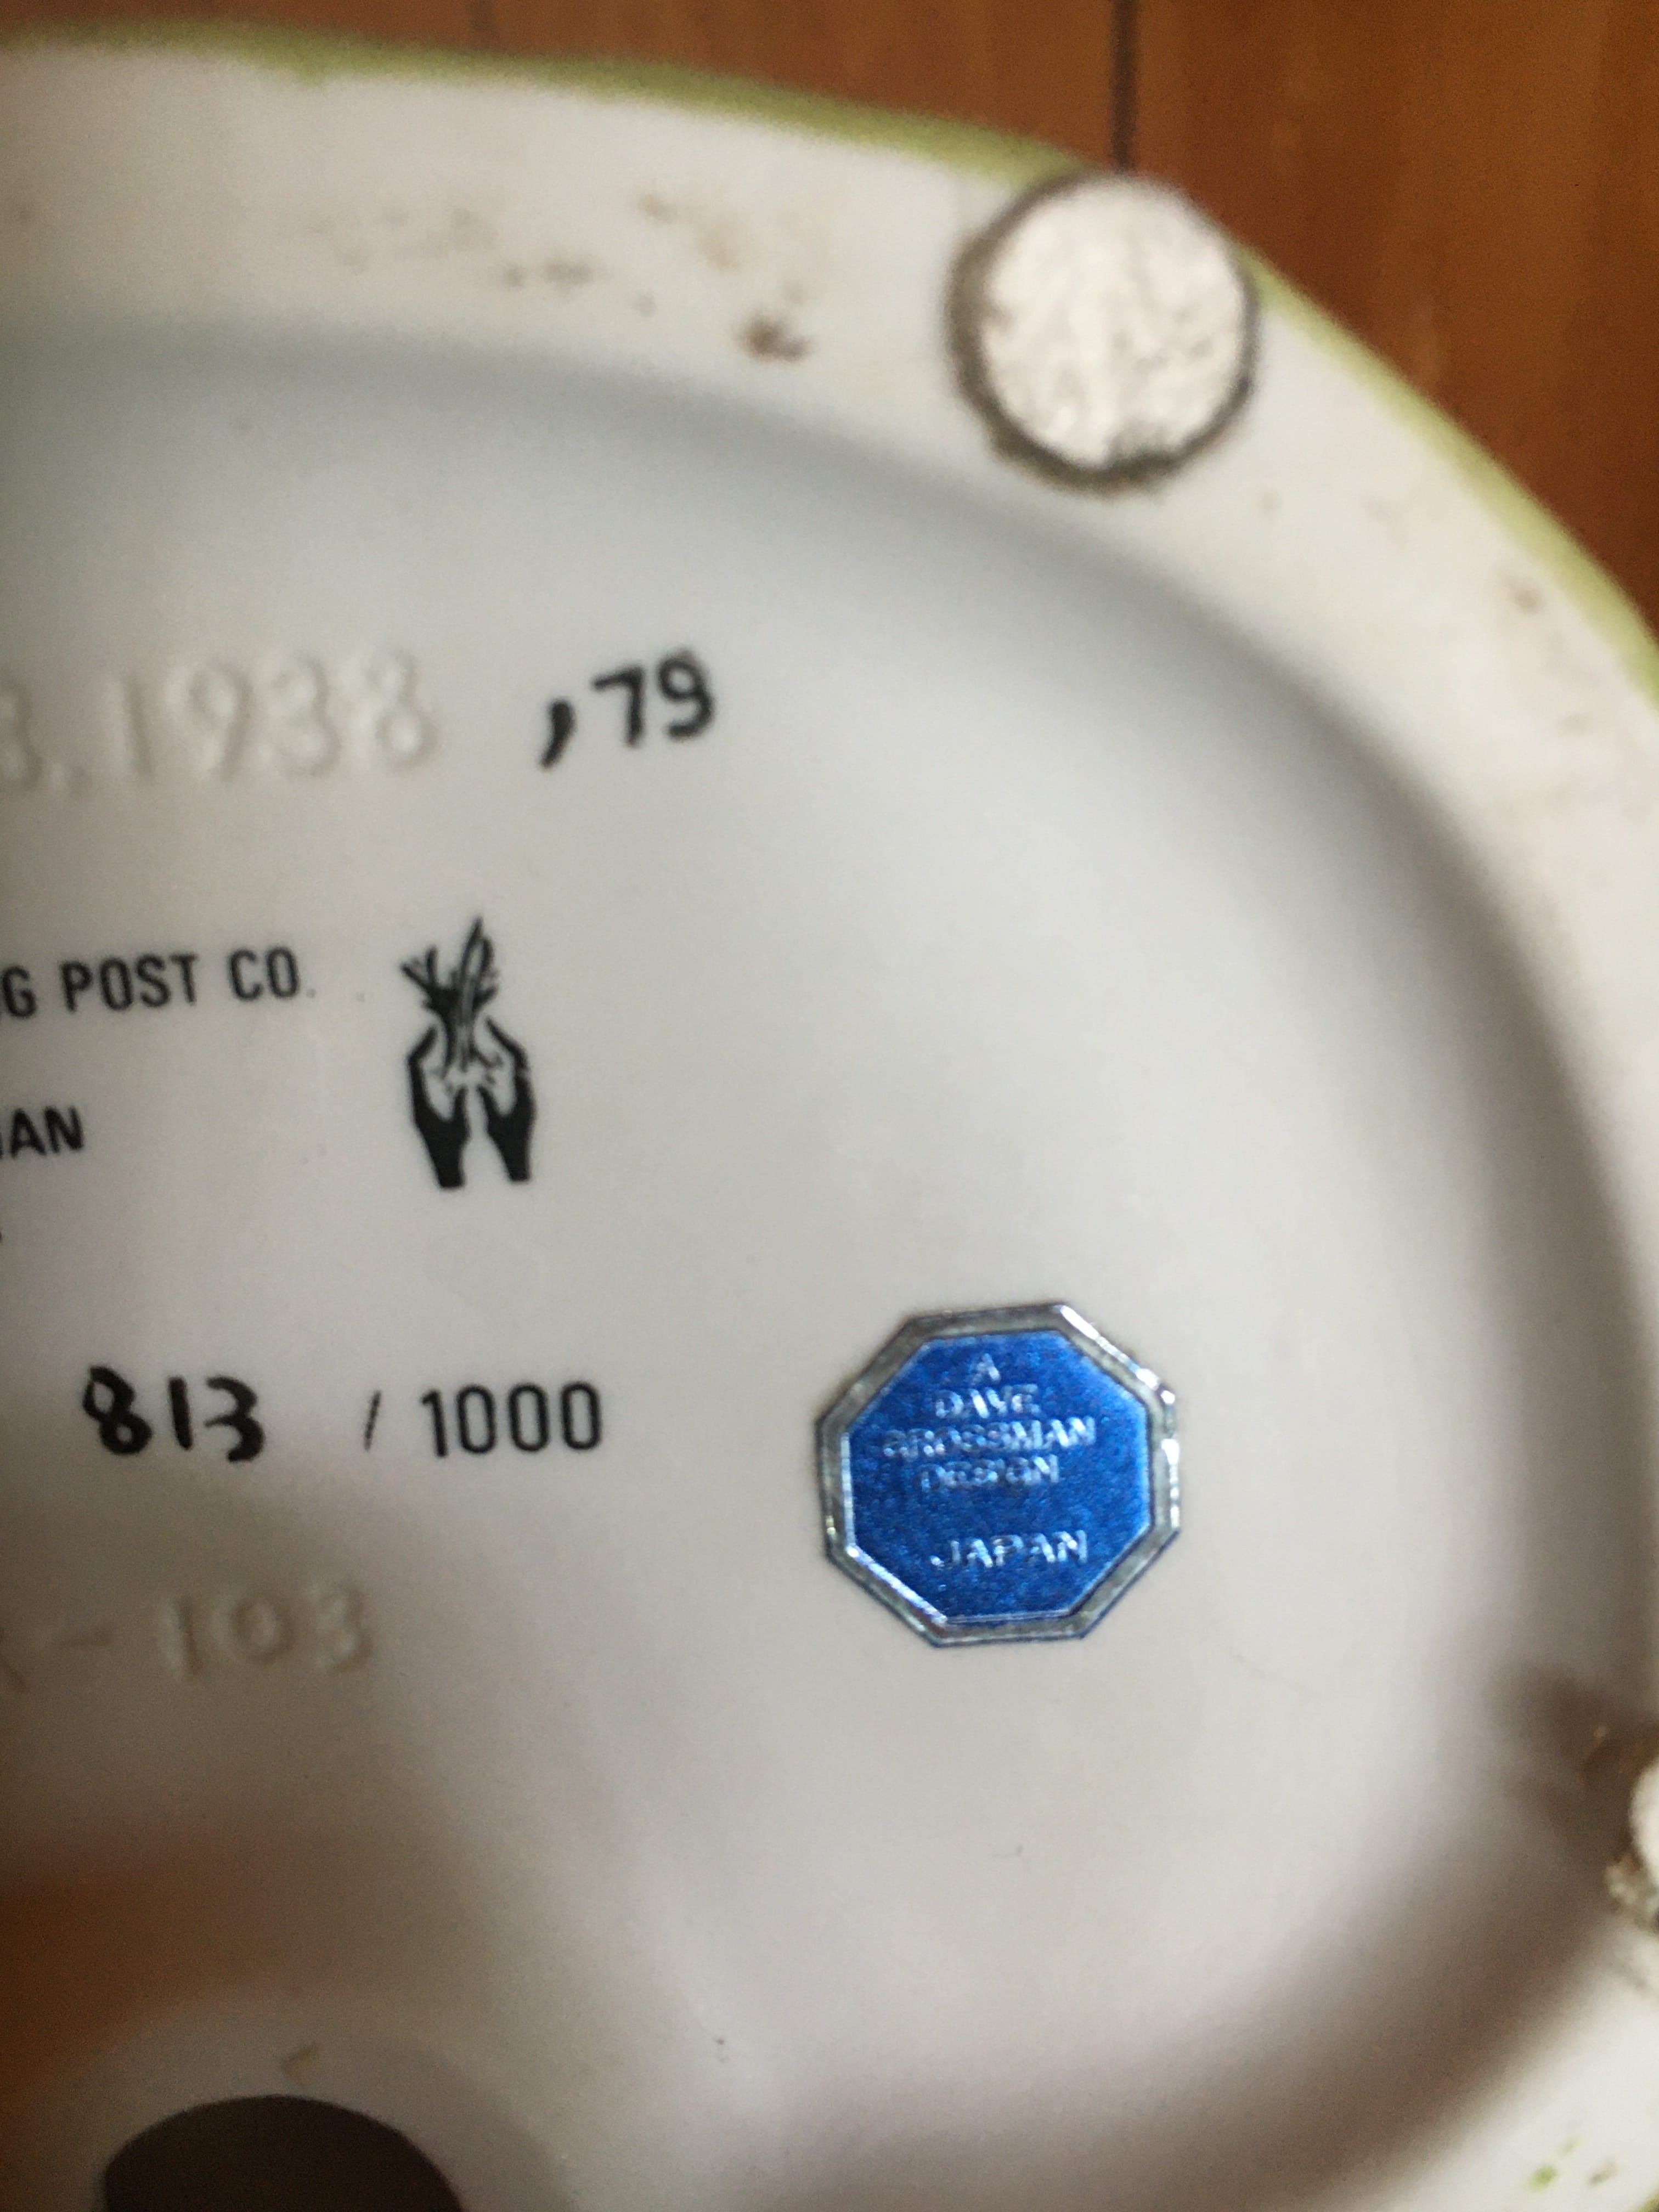 3,1938 ,79
G POST CO.
AN
813 / 1000
- 103
A
DAVE
GROSSMAN
DESIGN
JAPAN